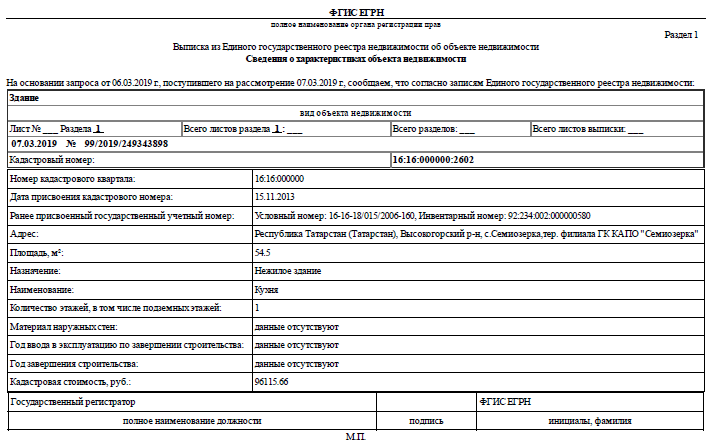 ФГИС ЕГРН
полное наименование органа регистрации прав
Раздел 1
Выписка из Единого государственного реестра недвижимости об объекте недвижимости
Сведения о характеристиках объекта недвижимости
На основании запроса от 06.03.2019 г., поступившего на рассмотрение 07.03.2019 г., сообщаем, что согласно записям Единого государственного реестра недвижимости:
Здание
вид объекта недвижимости
Лист № ___ Раздела 1 Всего листов раздела 1 : ___ Всего разделов: ___ Всего листов выписки: ___
07.03.2019 № 99/2019/249343898
Кадастровый номер: 16:16:000000:2602
Номер кадастрового квартала: 16:16:000000
Дата присвоения кадастрового номера: 15.11.2013
Ранее присвоенный государственный учетный номер: Условный номер: 16-16-18/015/2006-160, Инвентарный номер: 92:234:002:000000580
Адрес: Республика Татарстан (Татарстан), Высокогорский р-н, с.Семиозерка,тер. филиала ГК КАПО "Семиозерка"
Площадь, м²: 54.5
Назначение: Нежилое здание
Наименование: Кухня
Количество этажей, в том числе подземных этажей: 1
Материал наружных стен: данные отсутствуют
Год ввода в эксплуатацию по завершении строительства: данные отсутствуют
Год завершения строительства: данные отсутствуют
Кадастровая стоимость, руб.: 96115.66
Государственный регистратор ФГИС ЕГРН
полное наименование должности подпись инициалы, фамилия
М.П.